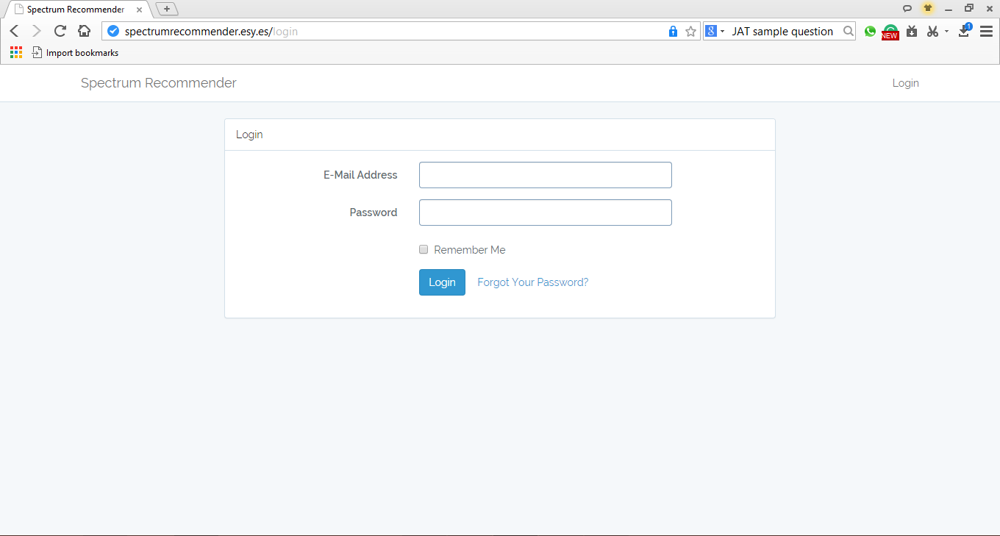 Spectrum Recommender
spectrumrecommender.esy.es/login
JAT sample question
NEW
1
Import bookmarks
Spectrum Recommender
Login
Login
E-Mail Address
Password
Remember Me
Login Forgot Your Password?